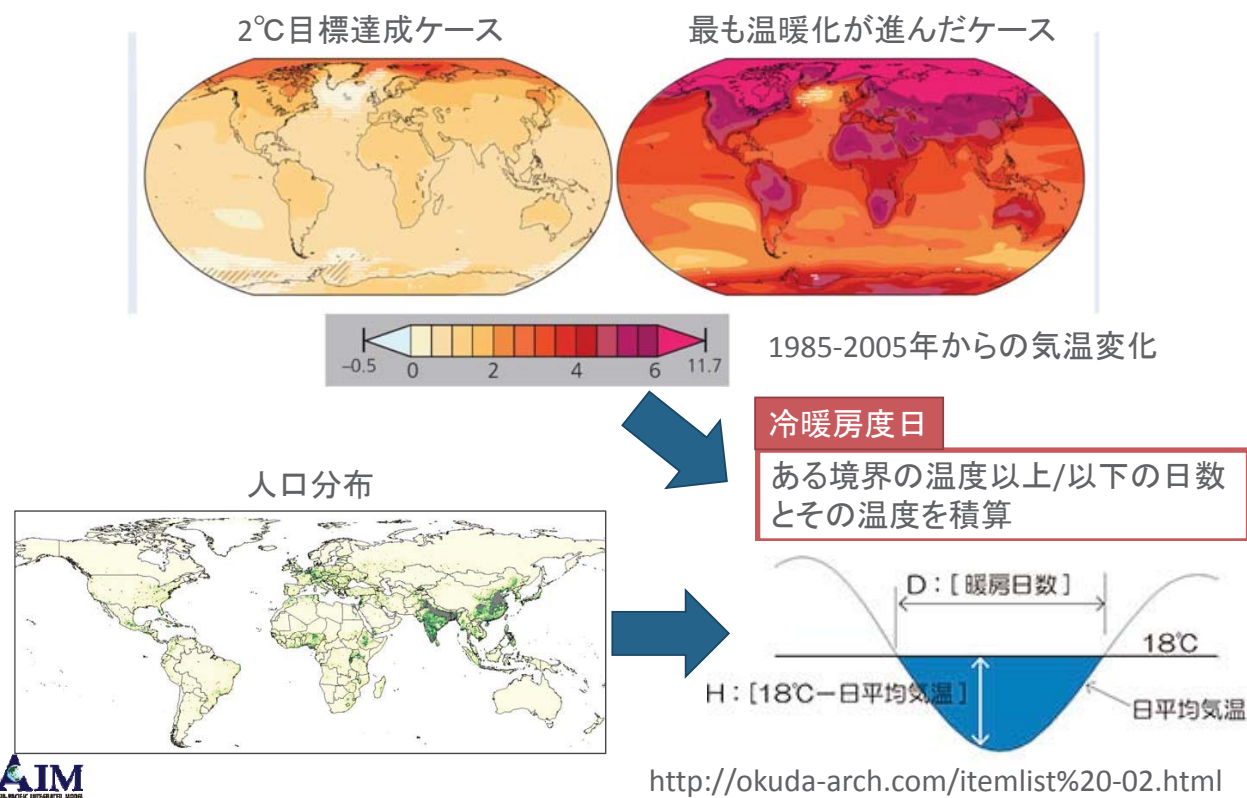 2℃目標達成ケース
最も温暖化が進んだケース
-0.5 0 2 4 6 11.7
1985-2005年からの気温変化
冷暖房度日
ある境界の温度以上/以下の日数
とその温度を積算
人口分布
D：[暖房日数]
18℃
H：[18℃−日平均気温]
日平均気温
AIM
ASIA-PACIFIC INTEGRATED MODEL
http://okuda-arch.com/itemlist%20-02.html